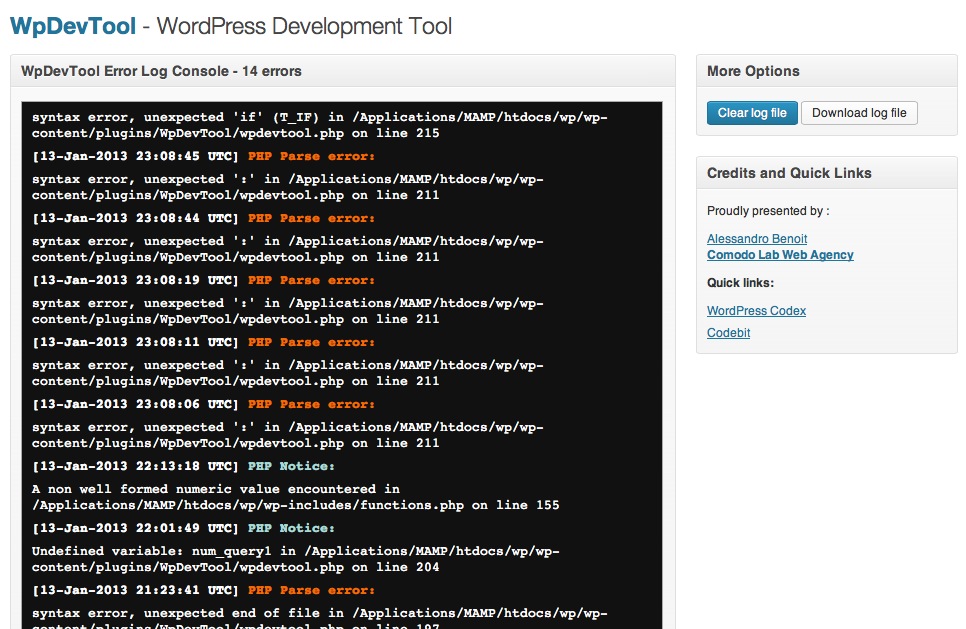 WpDevTool - WordPress Development Tool
WpDevTool Error Log Console - 14 errors
syntax error, unexpected 'if' (T_IF) in /Applications/MAMP/htdocs/wp/wp-
content/plugins/WpDevTool/wpdevtool.php on line 215
[13-Jan-2013 23:08:45 UTC] PHP Parse error:
syntax error, unexpected ':' in /Applications/MAMP/htdocs/wp/wp-
content/plugins/WpDevTool/wpdevtool.php on line 211
[13-Jan-2013 23:08:44 UTC] PHP Parse error:
syntax error, unexpected ':' in /Applications/MAMP/htdocs/wp/wp-
content/plugins/WpDevTool/wpdevtool.php on line 211
[13-Jan-2013 23:08:19 UTC] PHP Parse error:
syntax error, unexpected ':' in /Applications/MAMP/htdocs/wp/wp-
content/plugins/WpDevTool/wpdevtool.php on line 211
[13-Jan-2013 23:08:11 UTC] PHP Parse error:
syntax error, unexpected ':' in /Applications/MAMP/htdocs/wp/wp-
content/plugins/WpDevTool/wpdevtool.php on line 211
[13-Jan-2013 23:08:06 UTC] PHP Parse error:
syntax error, unexpected ':' in /Applications/MAMP/htdocs/wp/wp-
content/plugins/WpDevTool/wpdevtool.php on line 211
[13-Jan-2013 22:13:18 UTC] PHP Notice:
A non well formed numeric value encountered in
/Applications/MAMP/htdocs/wp/wp-includes/functions.php on line 155
[13-Jan-2013 22:01:49 UTC] PHP Notice:
Undefined variable: num_query1 in /Applications/MAMP/htdocs/wp/wp-
content/plugins/WpDevTool/wpdevtool.php on line 204
[13-Jan-2013 21:23:41 UTC] PHP Parse error:
syntax error, unexpected end of file in /Applications/MAMP/htdocs/wp/wp-
content/plugins/WpDevTool/wpdevtool.php on line 197
More Options
Clear log file Download log file
Credits and Quick Links
Proudly presented by :
Alessandro Benoit
Comodo Lab Web Agency
Quick links:
WordPress Codex
Codebit